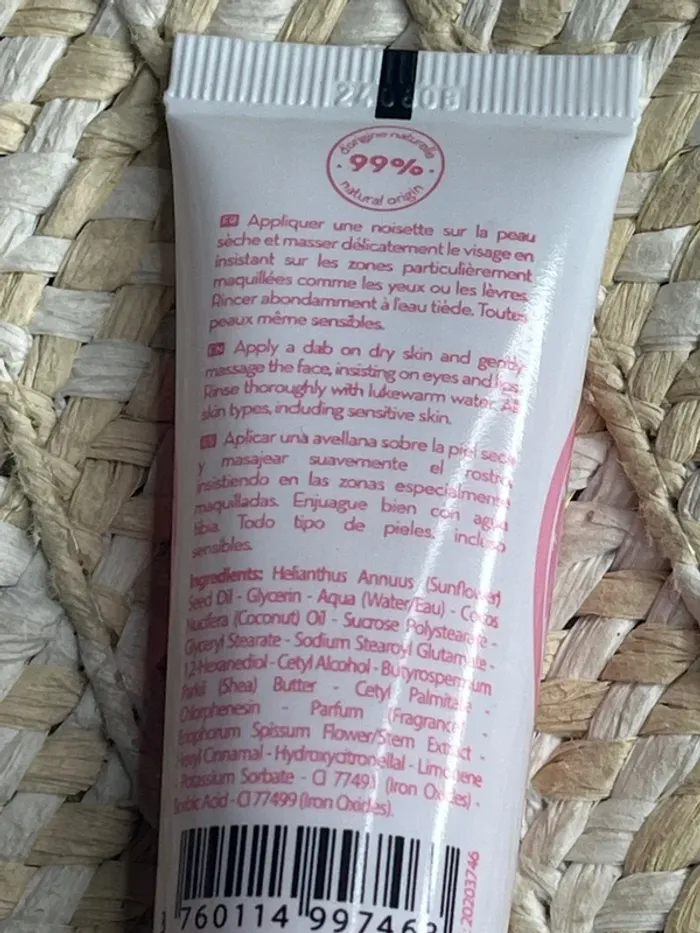 240808
d'origine naturelle
99%
natural origin
FR Appliquer une noisette sur la peau
sèche et masser délicatement le visage en
insistant sur les zones particulièrement
maquillées comme les yeux ou les lèvres.
Rincer abondamment à l'eau tiède. Toutes
peaux même sensibles.
EN Apply a dab on dry skin and gently
massage the face, insisting on eyes and lips.
Rinse thoroughly with lukewarm water. All
skin types, including sensitive skin.
ES Aplicar una avellana sobre la piel seca
y masajear suavemente el rostro,
insistiendo en las zonas especialmente
maquilladas. Enjuague bien con agua
tibia. Todo tipo de pieles, incluso
sensibles.
Ingredients: Helianthus Annuus (Sunflower)
Seed Oil - Glycerin - Aqua (Water/Eau) - Cocos
Nucifera (Coconut) Oil - Sucrose Polystearate -
Glyceryl Stearate - Sodium Stearoyl Glutamate -
1,2-Hexanediol - Cetyl Alcohol - Butyrospermum
Parkii (Shea) Butter - Cetyl Palmitate -
Chlorphenesin - Parfum (Fragrance) -
Eriophorum Spissum Flower/Stem Extract -
Hexyl Cinnamal - Hydroxycitronellal - Limonene
- Potassium Sorbate - CI 77491 (Iron Oxides) -
Sorbic Acid - CI 77499 (Iron Oxides).
760114 997468
20203746